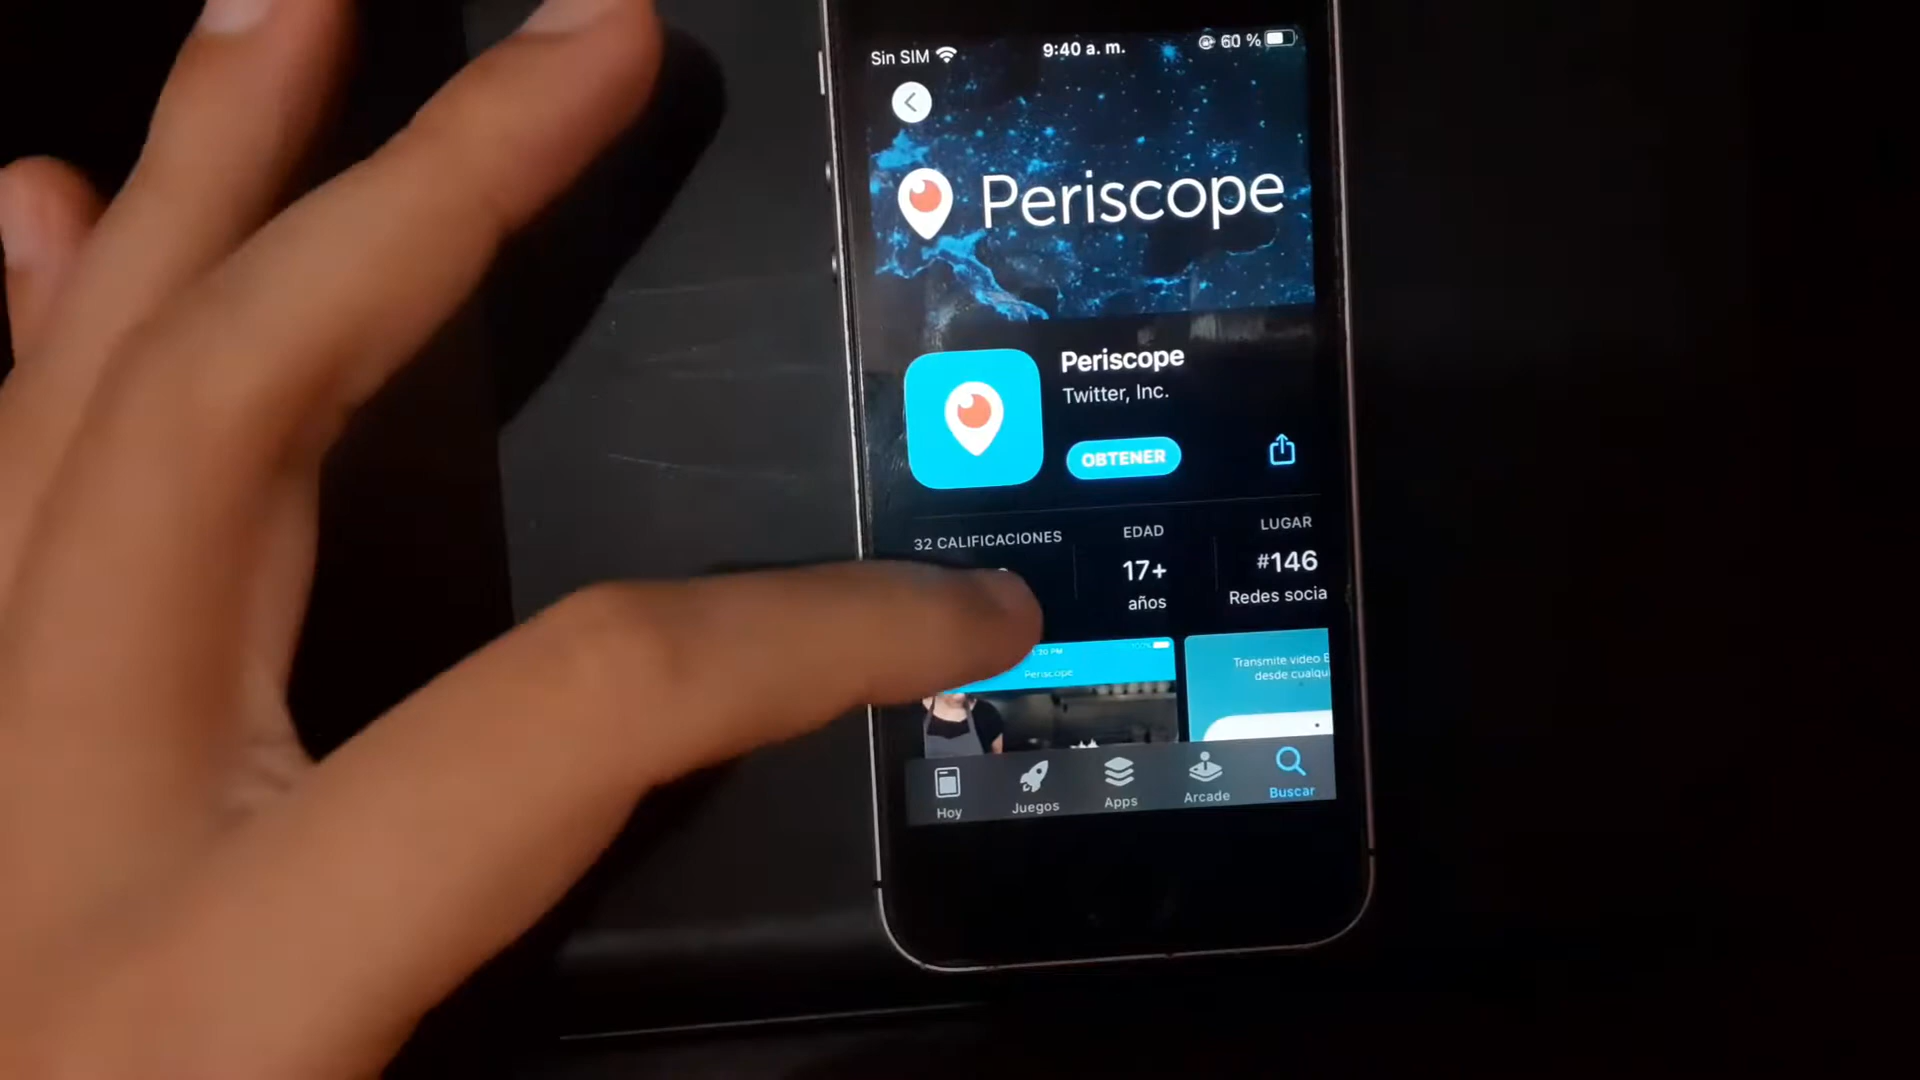 Sin SIM 9:40 a. m. 60 %
Periscope
Periscope
Twitter, Inc.
OBTENER
32 CALIFICACIONES EDAD LUGAR
17+ #146
años Redes socia
Periscope
Transmite video E
desde cualqui
Hoy Juegos Apps Arcade Buscar